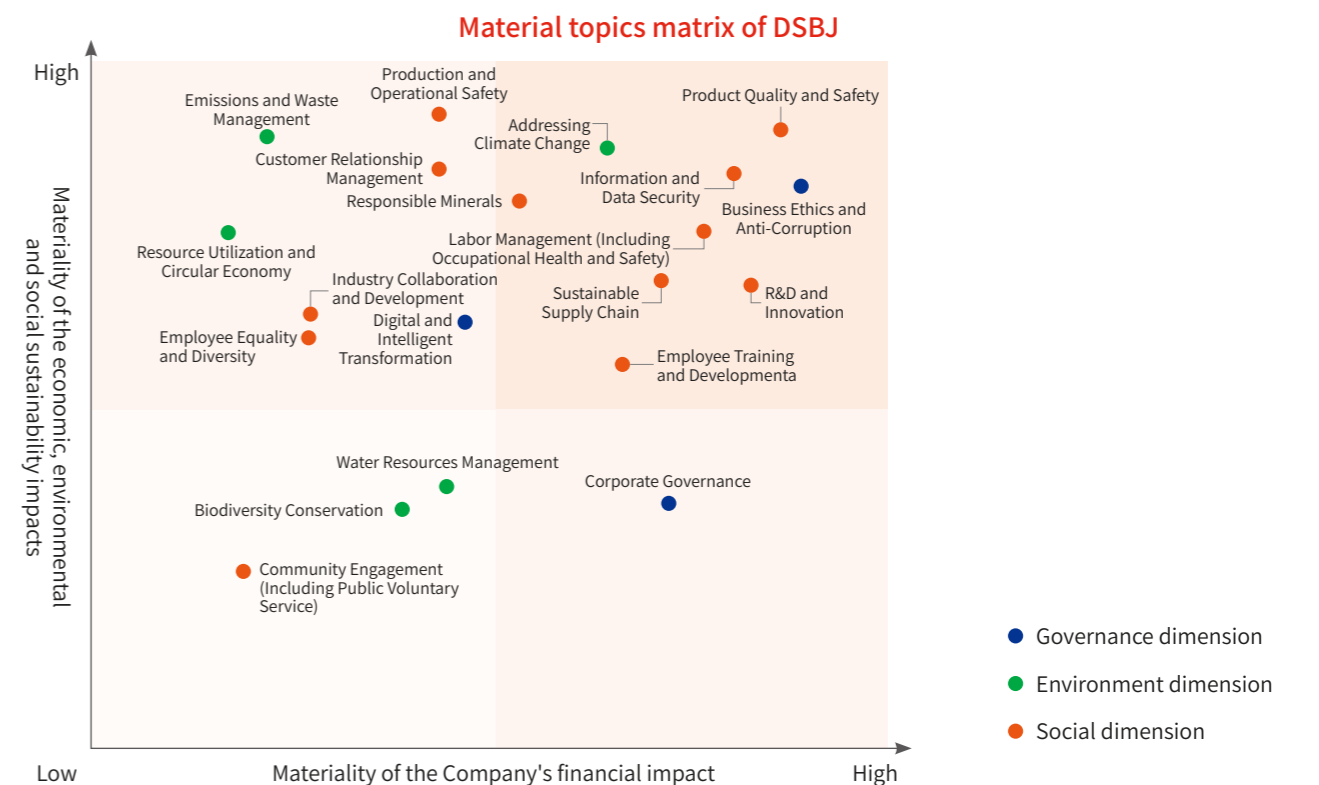 Material topics matrix of DSBJ
High
Production and
Operational Safety
Emissions and Waste
Management
Product Quality and Safety
Addressing
Climate Change
Customer Relationship
Management
Information and
Data Security
Responsible Minerals
Business Ethics and
Anti-Corruption
Labor Management (Including
Occupational Health and Safety)
Resource Utilization and
Circular Economy
Industry Collaboration
and Development
Sustainable
Supply Chain
R&D and
Innovation
Digital and
Intelligent
Transformation
Employee Equality
and Diversity
Employee Training
and Developmenta
Water Resources Management
Corporate Governance
Biodiversity Conservation
Community Engagement
(Including Public Voluntary
Service)
Materiality of the economic, environmental
and social sustainability impacts
Low
Materiality of the Company's financial impact
High
Governance dimension
Environment dimension
Social dimension